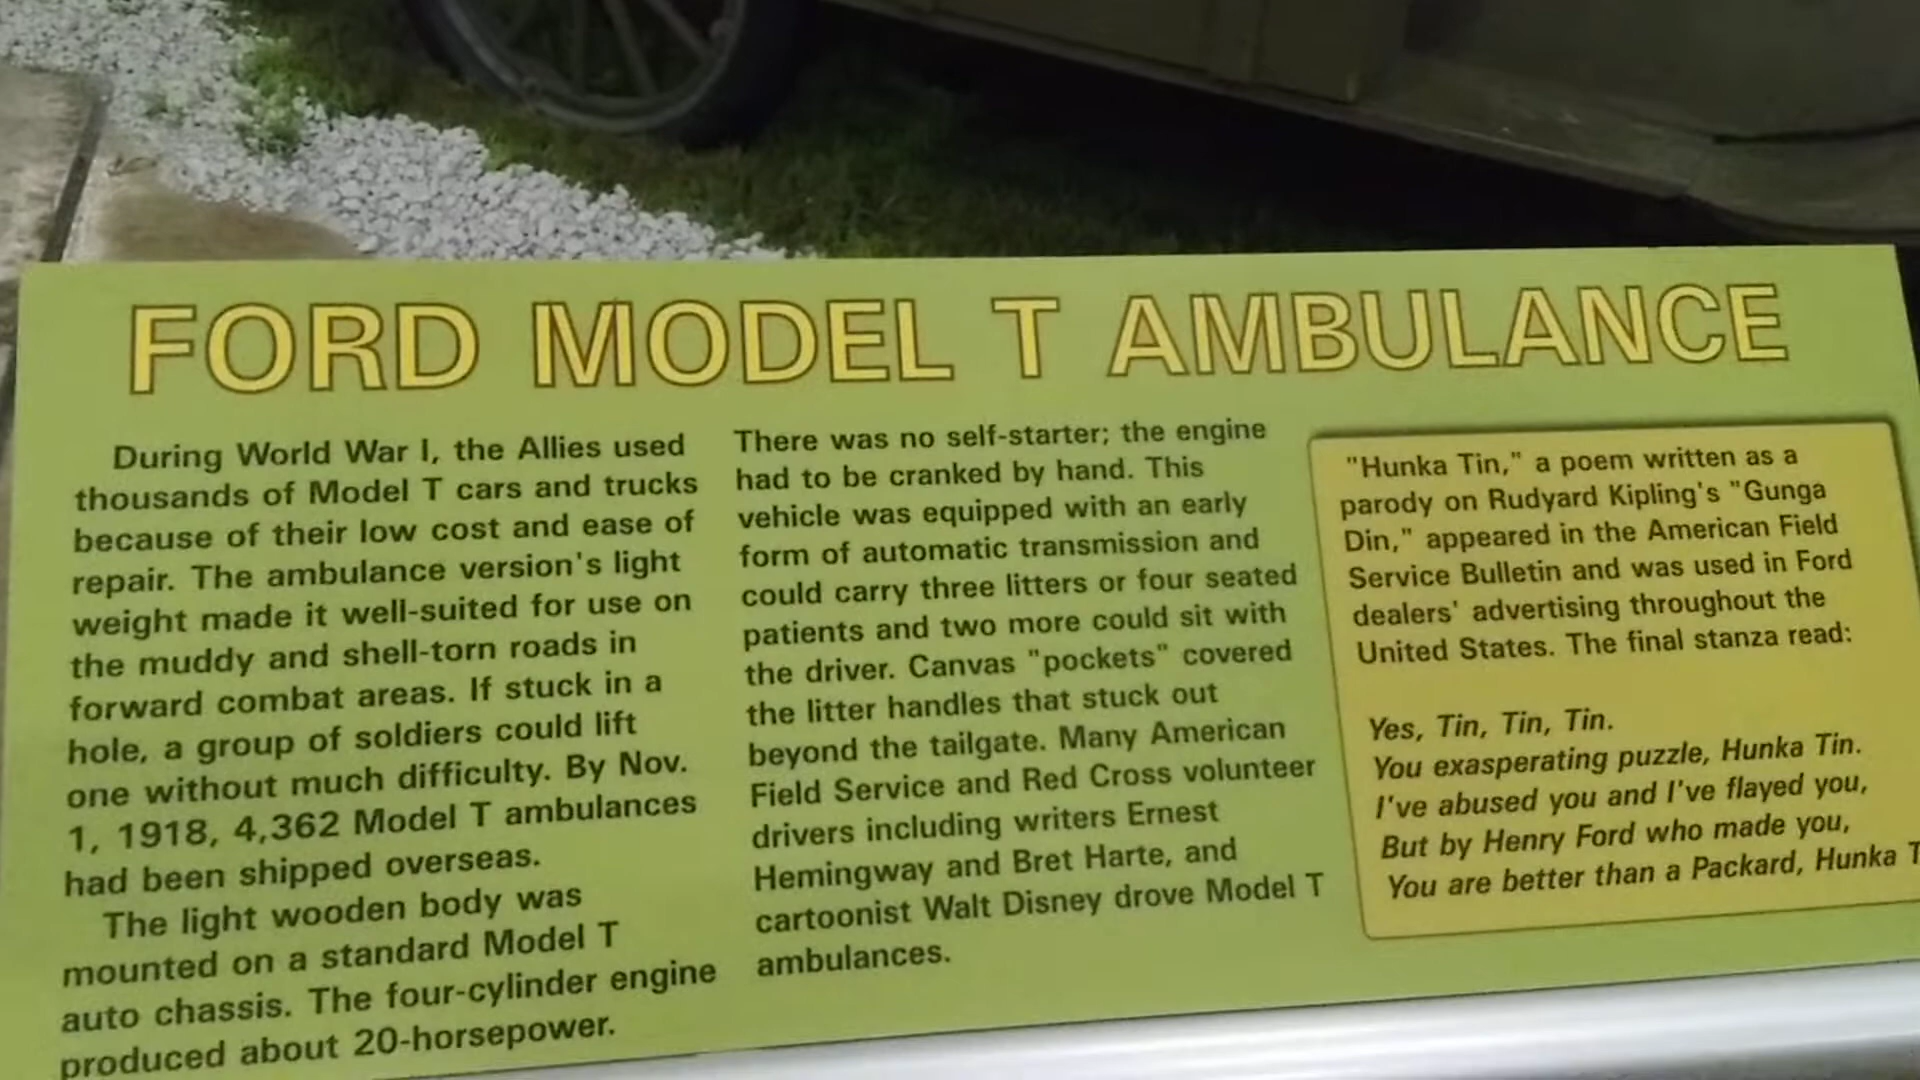 FORD MODEL T AMBULANCE
During World War I, the Allies used
thousands of Model T cars and trucks
because of their low cost and ease of
repair. The ambulance version's light
weight made it well-suited for use on
the muddy and shell-torn roads in
forward combat areas. If stuck in a
hole, a group of soldiers could lift
one without much difficulty. By Nov.
1, 1918, 4,362 Model T ambulances
had been shipped overseas.
The light wooden body was
mounted on a standard Model T
auto chassis. The four-cylinder engine
produced about 20-horsepower.
There was no self-starter; the engine
had to be cranked by hand. This
vehicle was equipped with an early
form of automatic transmission and
could carry three litters or four seated
patients and two more could sit with
the driver. Canvas "pockets" covered
the litter handles that stuck out
beyond the tailgate. Many American
Field Service and Red Cross volunteer
drivers including writers Ernest
Hemingway and Bret Harte, and
cartoonist Walt Disney drove Model T
ambulances.
"Hunka Tin," a poem written as a
parody on Rudyard Kipling's "Gunga
Din," appeared in the American Field
Service Bulletin and was used in Ford
dealers' advertising throughout the
United States. The final stanza read:
Yes, Tin, Tin, Tin.
You exasperating puzzle, Hunka Tin.
I've abused you and I've flayed you,
But by Henry Ford who made you,
You are better than a Packard, Hunka T